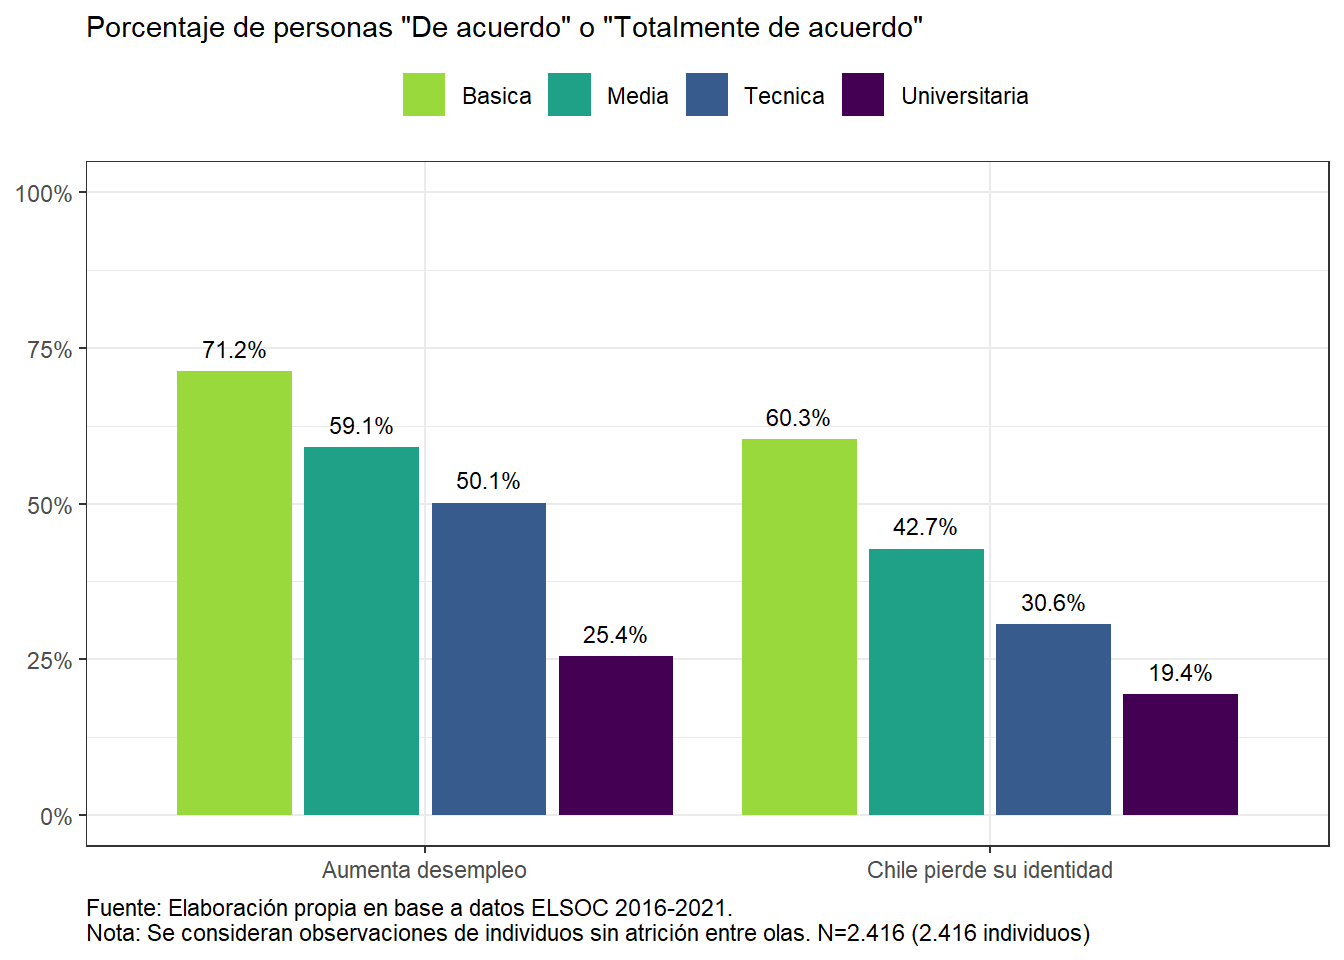 Porcentaje de personas "De acuerdo" o "Totalmente de acuerdo"
Basica Media Tecnica Universitaria
100%
75%
50%
25%
0%
71.2%
59.1%
50.1%
25.4%
60.3%
42.7%
30.6%
19.4%
Aumenta desempleo Chile pierde su identidad
Fuente: Elaboración propia en base a datos ELSOC 2016-2021.
Nota: Se consideran observaciones de individuos sin atrición entre olas. N=2.416 (2.416 individuos)